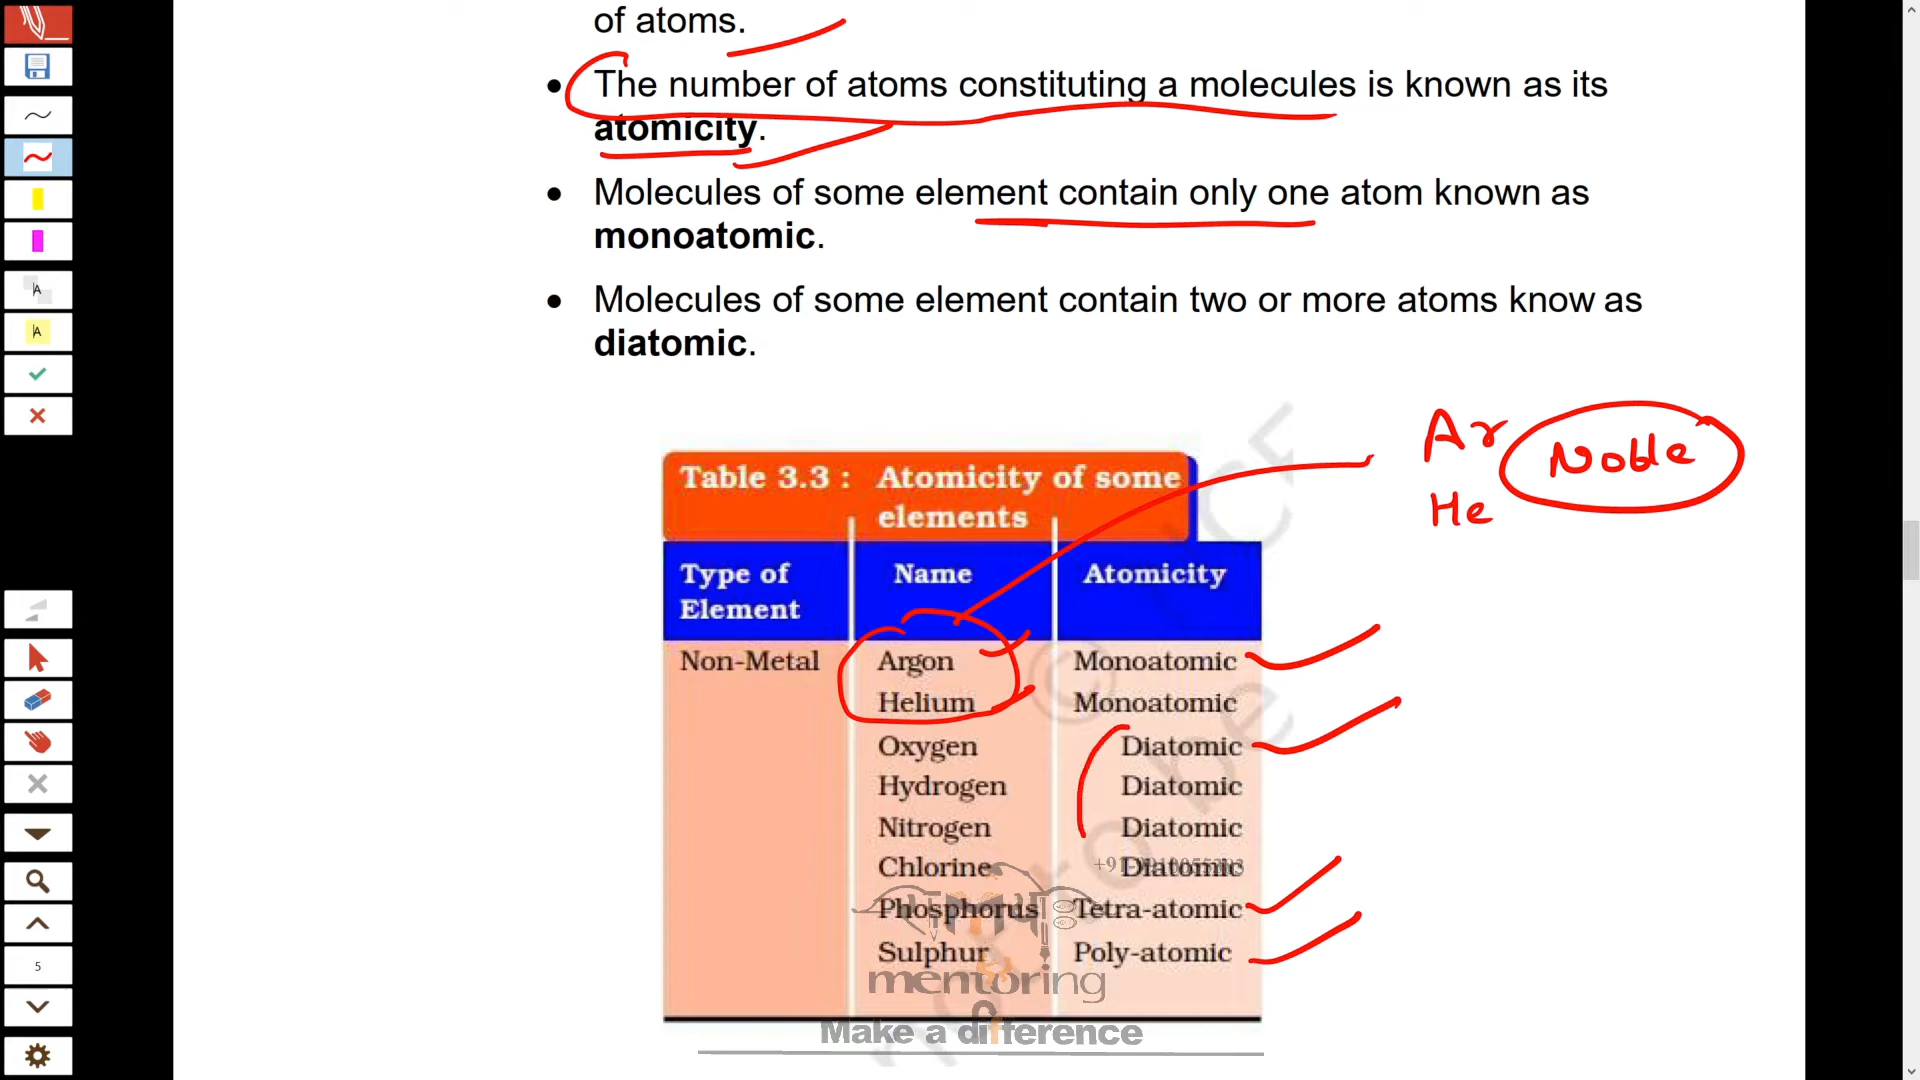 of atoms.
• The number of atoms constituting a molecules is known as its
atomicity.
• Molecules of some element contain only one atom known as
monoatomic.
• Molecules of some element contain two or more atoms know as
diatomic.
Ar Noble
He
Table 3.3 : Atomicity of some
elements
Type of Name Atomicity
Element
Non-Metal Argon Monoatomic
Helium Monoatomic
Oxygen Diatomic
Hydrogen Diatomic
Nitrogen Diatomic
Chlorine Diatomic
Phosphorus Tetra-atomic
Sulphur Poly-atomic
mentoring
Make a difference
5